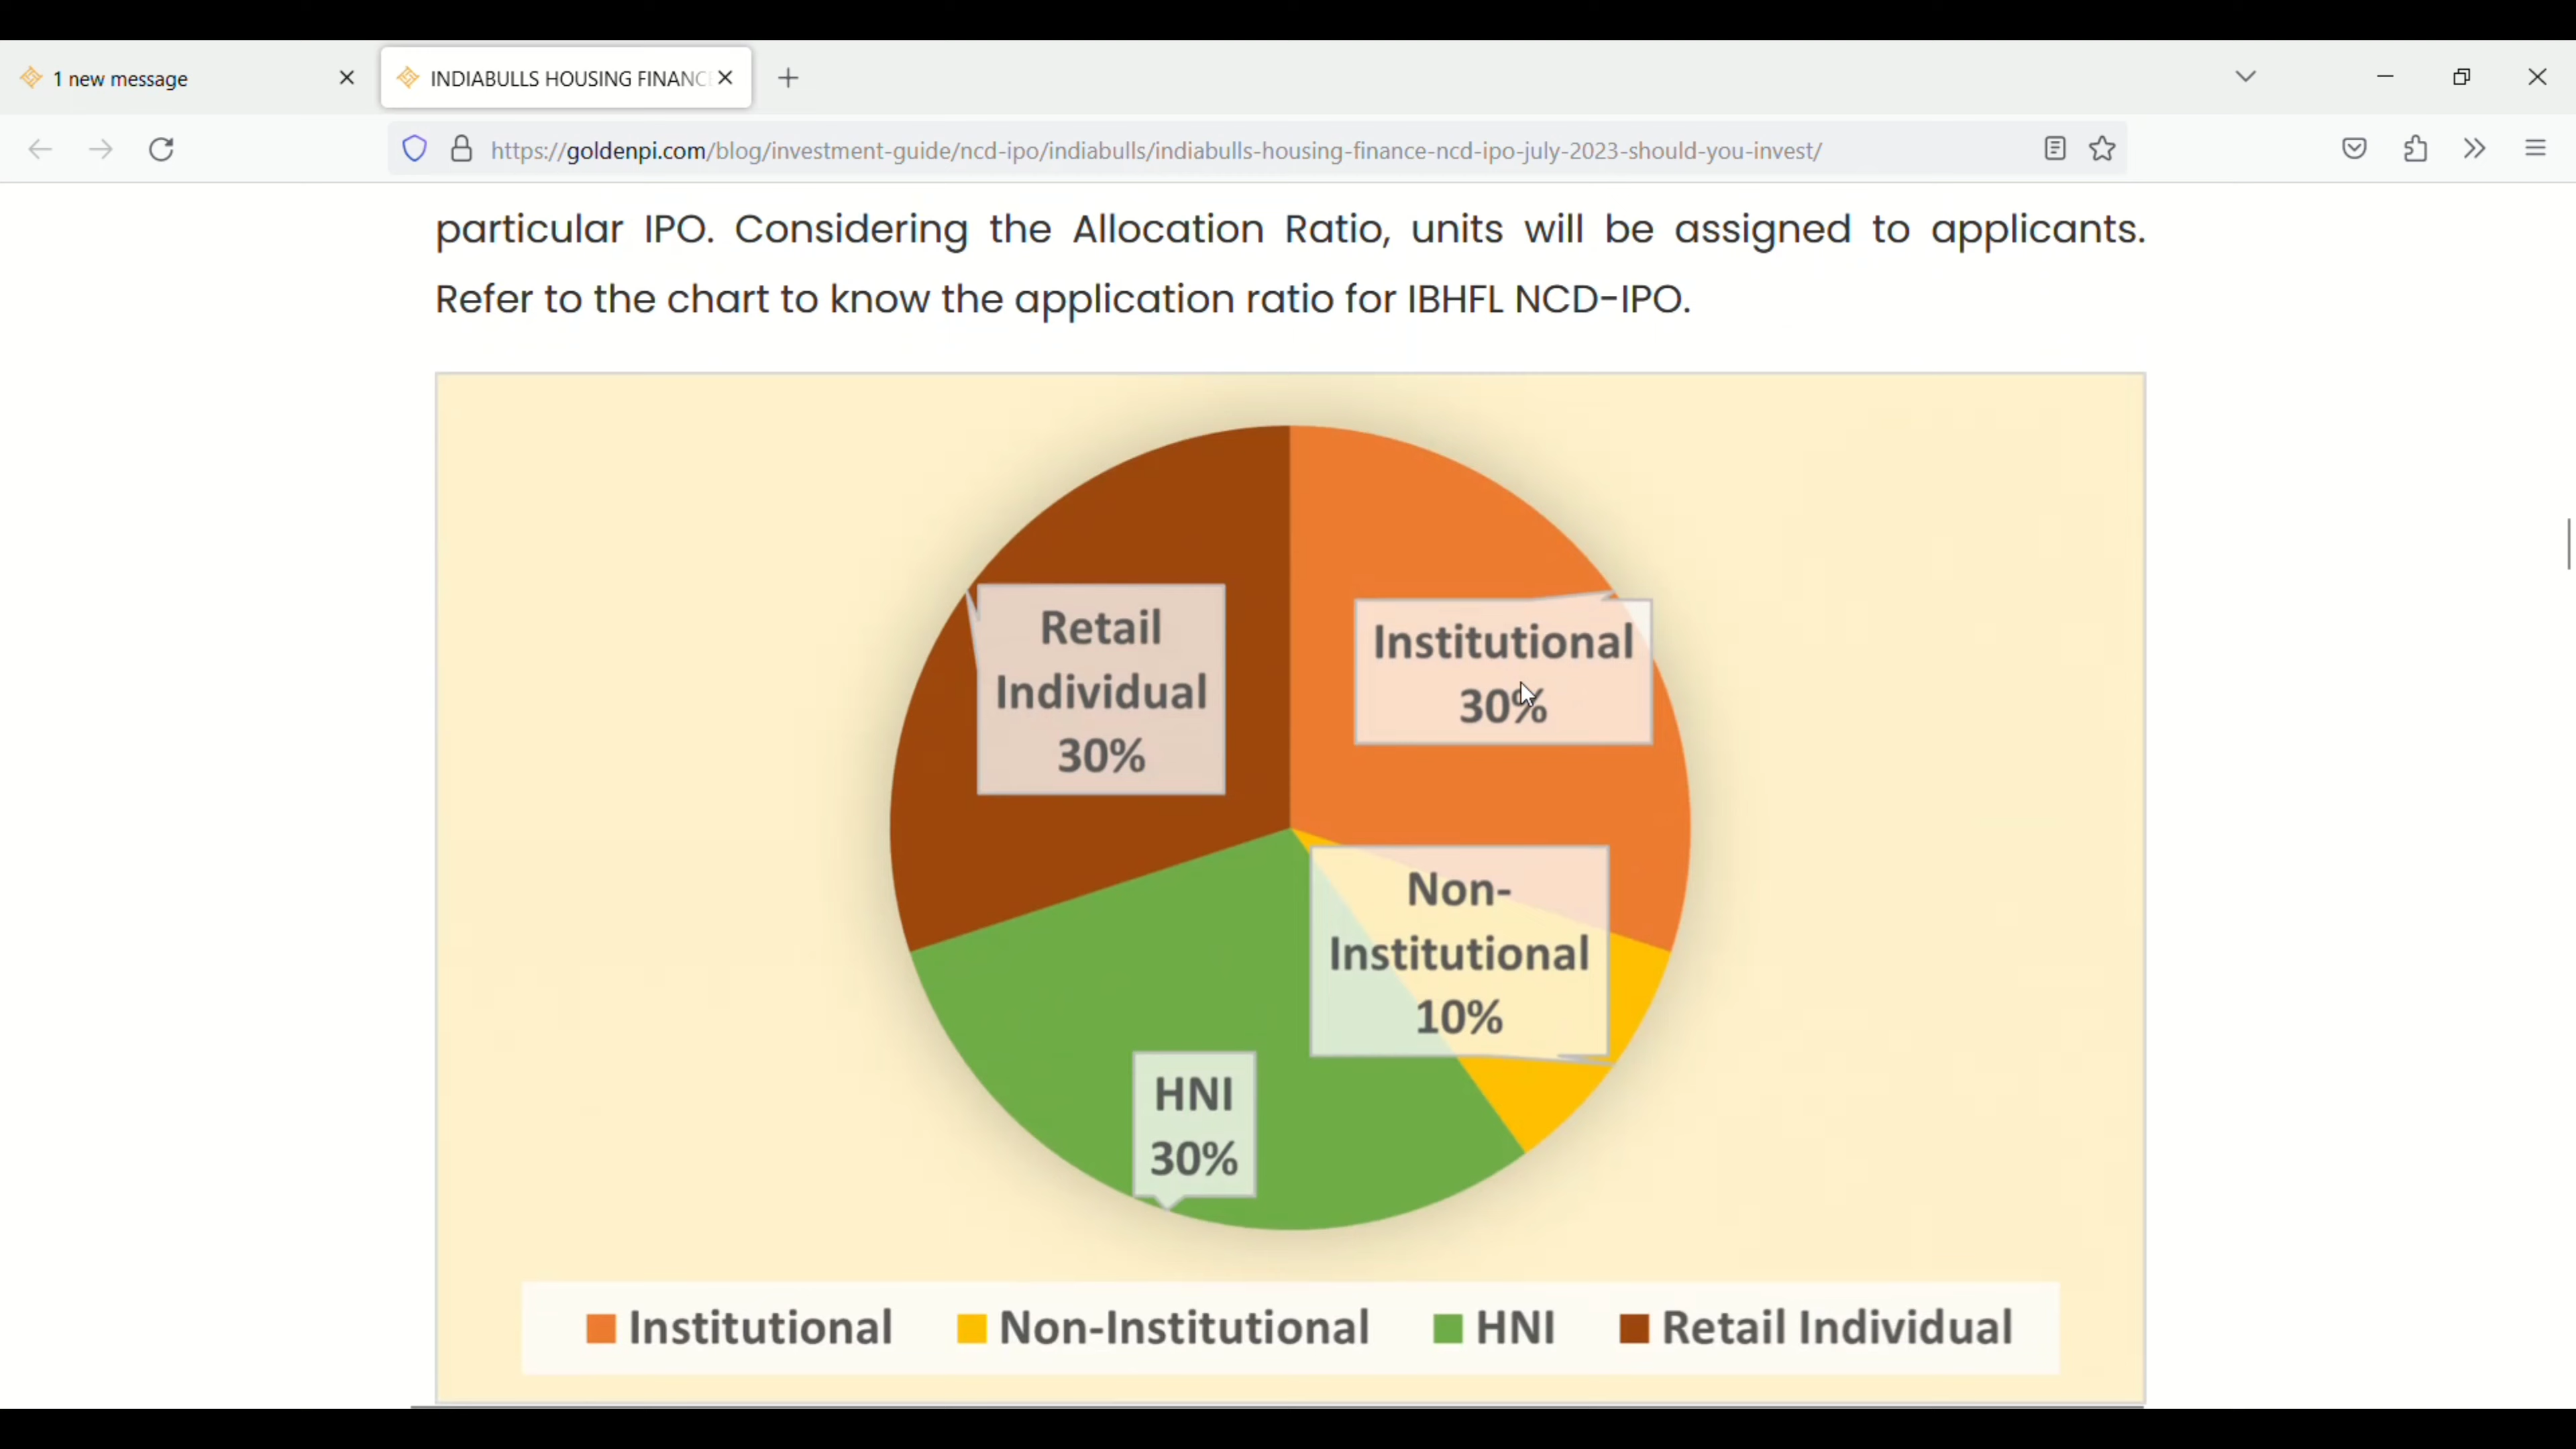 1 new message
INDIABULLS HOUSING FINANCE
https://goldenpi.com/blog/investment-guide/ncd-ipo/indiabulls/indiabulls-housing-finance-ncd-ipo-july-2023-should-you-invest/
particular IPO. Considering the Allocation Ratio, units will be assigned to applicants.
Refer to the chart to know the application ratio for IBHFL NCD-IPO.
Retail
Individual
30%
Institutional
30%
Non-
Institutional
10%
HNI
30%
Institutional Non-Institutional HNI Retail Individual